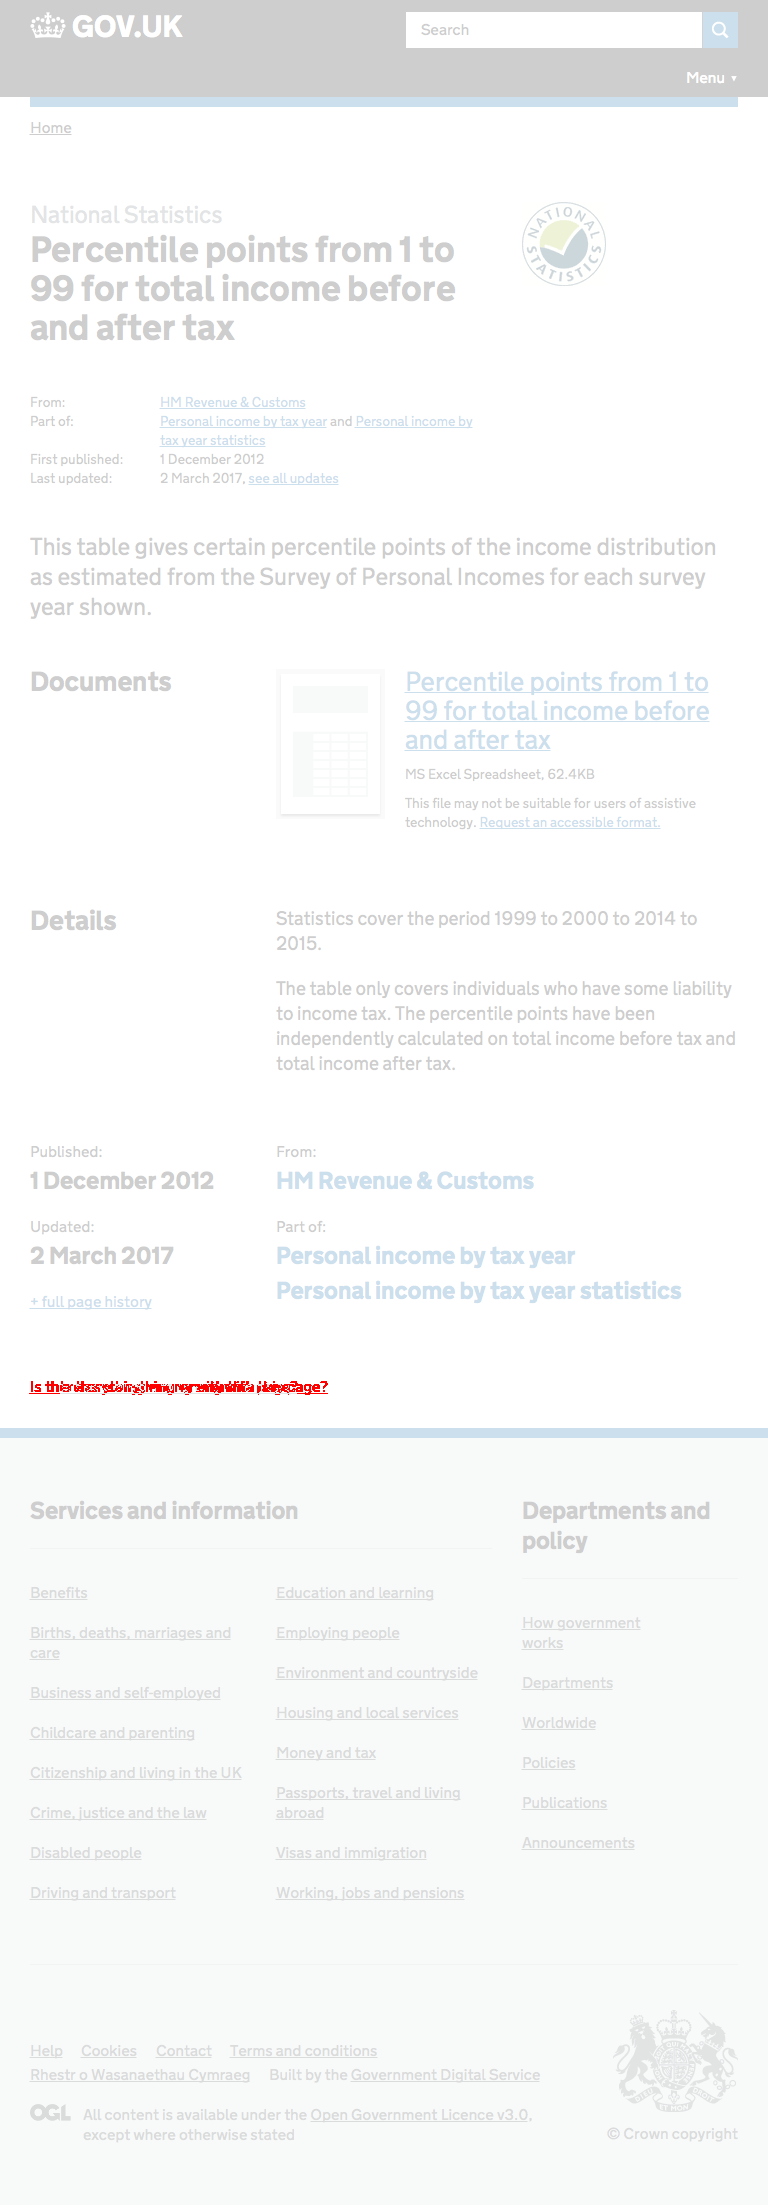 GOV.UK
Search
Menu ▼
Home
National Statistics
Percentile points from 1 to
99 for total income before
and after tax
NATIONAL STATISTICS
From: HM Revenue & Customs
Part of: Personal income by tax year and Personal income by
tax year statistics
First published: 1 December 2012
Last updated: 2 March 2017, see all updates
This table gives certain percentile points of the income distribution
as estimated from the Survey of Personal Incomes for each survey
year shown.
Documents
Percentile points from 1 to
99 for total income before
and after tax
MS Excel Spreadsheet, 62.4KB
This file may not be suitable for users of assistive
technology. Request an accessible format.
Details
Statistics cover the period 1999 to 2000 to 2014 to
2015.
The table only covers individuals who have some liability
to income tax. The percentile points have been
independently calculated on total income before tax and
total income after tax.
Published:
1 December 2012
Updated:
2 March 2017
+ full page history
From:
HM Revenue & Customs
Part of:
Personal income by tax year
Personal income by tax year statistics
Services and information
Benefits
Births, deaths, marriages and
care
Business and self-employed
Childcare and parenting
Citizenship and living in the UK
Crime, justice and the law
Disabled people
Driving and transport
Education and learning
Employing people
Environment and countryside
Housing and local services
Money and tax
Passports, travel and living
abroad
Visas and immigration
Working, jobs and pensions
Departments and
policy
How government
works
Departments
Worldwide
Policies
Publications
Announcements
Help Cookies Contact Terms and conditions
Rhestr o Wasanaethau Cymraeg Built by the Government Digital Service
OGL All content is available under the Open Government Licence v3.0,
except where otherwise stated
© Crown copyright